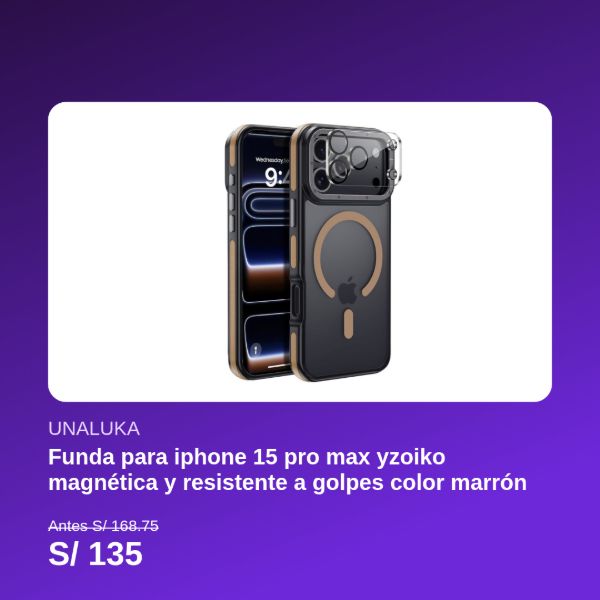 UNALUKA
Funda para iphone 15 pro max yzoiko
magnética y resistente a golpes color marrón
Antes S/ 168.75
S/ 135